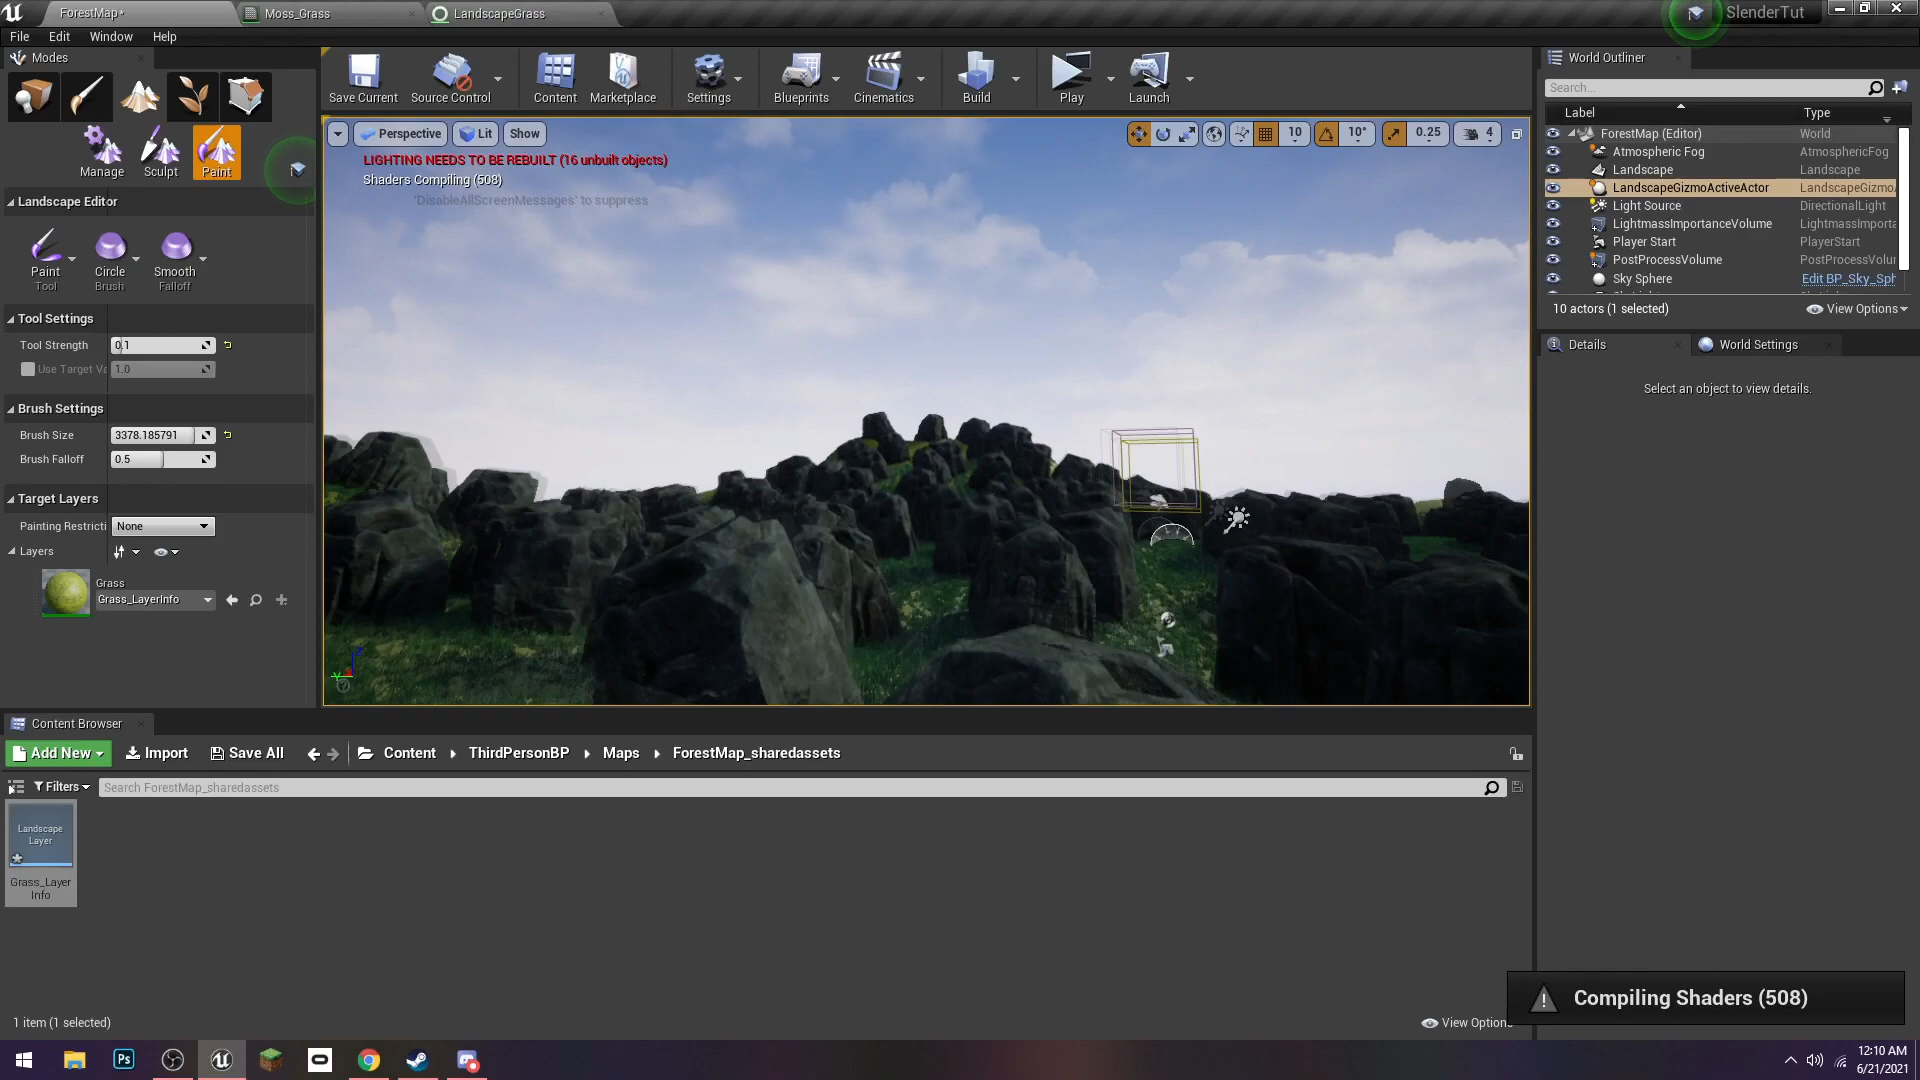 ForestMap*
Moss_Grass
LandscapeGrass
SlenderTut
File Edit Window Help
Modes
Save Current
Source Control
Content
Marketplace
Settings
Blueprints
Cinematics
Build
Play
Launch
Manage
Sculpt
Paint
Landscape Editor
Paint
Tool
Circle
Brush
Smooth
Falloff
Tool Settings
Tool Strength 0.1
Use Target Va 1.0
Brush Settings
Brush Size 3378.185791
Brush Falloff 0.5
Target Layers
Painting Restricti None
Layers
Grass
Grass_LayerInfo
Perspective Lit Show
10 10° 0.25 4
LIGHTING NEEDS TO BE REBUILT (16 unbuilt objects)
Shaders Compiling (508)
'DisableAllScreenMessages' to suppress
World Outliner
Search...
Label Type
ForestMap (Editor) World
Atmospheric Fog AtmosphericFog
Landscape Landscape
LandscapeGizmoActiveActor LandscapeGizmo
Light Source DirectionalLight
LightmassImportanceVolume LightmassImporta
Player Start PlayerStart
PostProcessVolume PostProcessVolu
Sky Sphere Edit BP_Sky_Sph
10 actors (1 selected) View Options
Details
World Settings
Select an object to view details.
Content Browser
Add New Import Save All Content ThirdPersonBP Maps ForestMap_sharedassets
Filters Search ForestMap_sharedassets
Landscape
Layer
Grass_Layer
Info
1 item (1 selected)
View Option
Compiling Shaders (508)
Ps
12:10 AM
6/21/2021